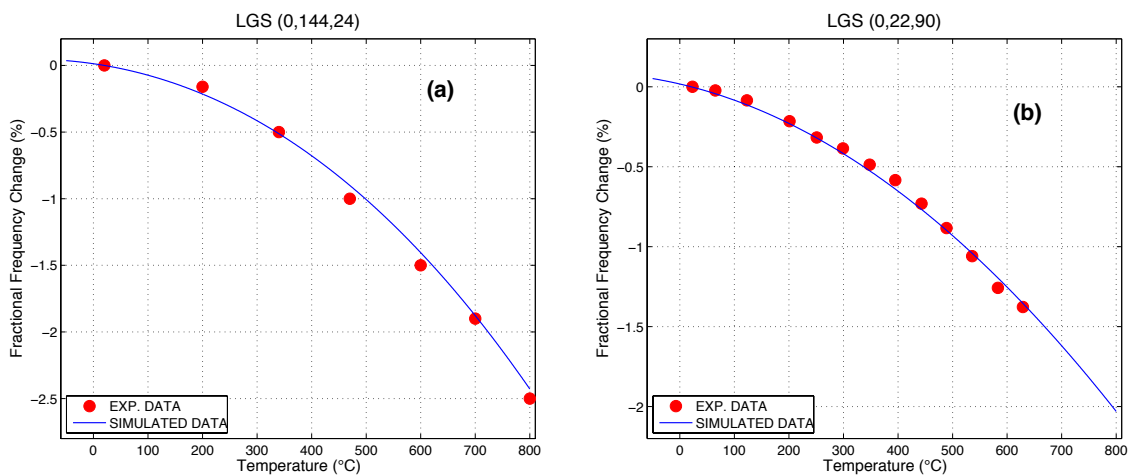 LGS (0,144,24)
0
−0.5
−1
−1.5
−2
−2.5
Fractional Frequency Change (%)
(a)
EXP. DATA
SIMULATED DATA
0 100 200 300 400 500 600 700 800
Temperature (°C)
LGS (0,22,90)
0
−0.5
−1
−1.5
−2
Fractional Frequency Change (%)
(b)
EXP. DATA
SIMULATED DATA
0 100 200 300 400 500 600 700 800
Temperature (°C)